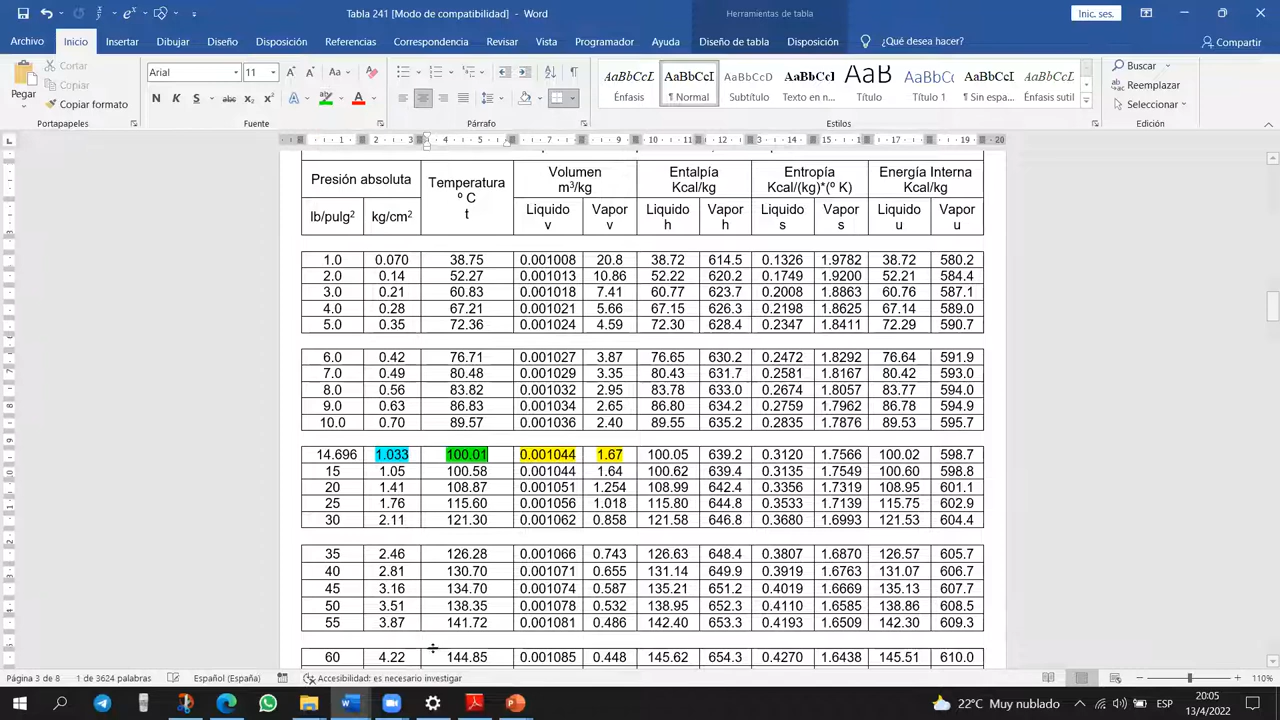 Tabla 241 [Modo de compatibilidad] - Word
Herramientas de tabla
Inic. ses.
Archivo Inicio Insertar Dibujar Diseño Disposición Referencias Correspondencia Revisar Vista Programador Ayuda Diseño de tabla Disposición ¿Qué desea hacer? Compartir
Pegar
Cortar
Copiar
Copiar formato
Portapapeles
Arial 11
N K S abc x₂ x²
Fuente
Párrafo
AaBbCcL Énfasis
AaBbCcI ¶ Normal
AaBbCcD Subtítulo
AaBbCcI Texto en n...
AaB Título
AaBbCcI Título 1
AaBbCcD ¶ Sin espa...
AaBbCcL Énfasis sutil
Estilos
Buscar
Reemplazar
Seleccionar
Edición
Presión absoluta Temperatura º C t Volumen m³/kg Entalpía Kcal/kg Entropía Kcal/(kg)*(º K) Energía Interna Kcal/kg
lb/pulg² kg/cm² Liquido v Vapor v Liquido h Vapor h Liquido s Vapor s Liquido u Vapor u
1.0 0.070 38.75 0.001008 20.8 38.72 614.5 0.1326 1.9782 38.72 580.2
2.0 0.14 52.27 0.001013 10.86 52.22 620.2 0.1749 1.9200 52.21 584.4
3.0 0.21 60.83 0.001018 7.41 60.77 623.7 0.2008 1.8863 60.76 587.1
4.0 0.28 67.21 0.001021 5.66 67.15 626.3 0.2198 1.8625 67.14 589.0
5.0 0.35 72.36 0.001024 4.59 72.30 628.4 0.2347 1.8411 72.29 590.7
6.0 0.42 76.71 0.001027 3.87 76.65 630.2 0.2472 1.8292 76.64 591.9
7.0 0.49 80.48 0.001029 3.35 80.43 631.7 0.2581 1.8167 80.42 593.0
8.0 0.56 83.82 0.001032 2.95 83.78 633.0 0.2674 1.8057 83.77 594.0
9.0 0.63 86.83 0.001034 2.65 86.80 634.2 0.2759 1.7962 86.78 594.9
10.0 0.70 89.57 0.001036 2.40 89.55 635.2 0.2835 1.7876 89.53 595.7
14.696 1.033 100.01 0.001044 1.67 100.05 639.2 0.3120 1.7566 100.02 598.7
15 1.05 100.58 0.001044 1.64 100.62 639.4 0.3135 1.7549 100.60 598.8
20 1.41 108.87 0.001051 1.254 108.99 642.4 0.3356 1.7319 108.95 601.1
25 1.76 115.60 0.001056 1.018 115.80 644.8 0.3533 1.7139 115.75 602.9
30 2.11 121.30 0.001062 0.858 121.58 646.8 0.3680 1.6993 121.53 604.4
35 2.46 126.28 0.001066 0.743 126.63 648.4 0.3807 1.6870 126.57 605.7
40 2.81 130.70 0.001071 0.655 131.14 649.9 0.3919 1.6763 131.07 606.7
45 3.16 134.70 0.001074 0.587 135.21 651.2 0.4019 1.6669 135.13 607.7
50 3.51 138.35 0.001078 0.532 138.95 652.3 0.4110 1.6585 138.86 608.5
55 3.87 141.72 0.001081 0.486 142.40 653.3 0.4193 1.6509 142.30 609.3
60 4.22 144.85 0.001085 0.448 145.62 654.3 0.4270 1.6438 145.51 610.0
Página 3 de 8 1 de 3624 palabras Español (España) Accesibilidad: es necesario investigar 110%
22°C Muy nublado ESP 20:05
13/4/2022